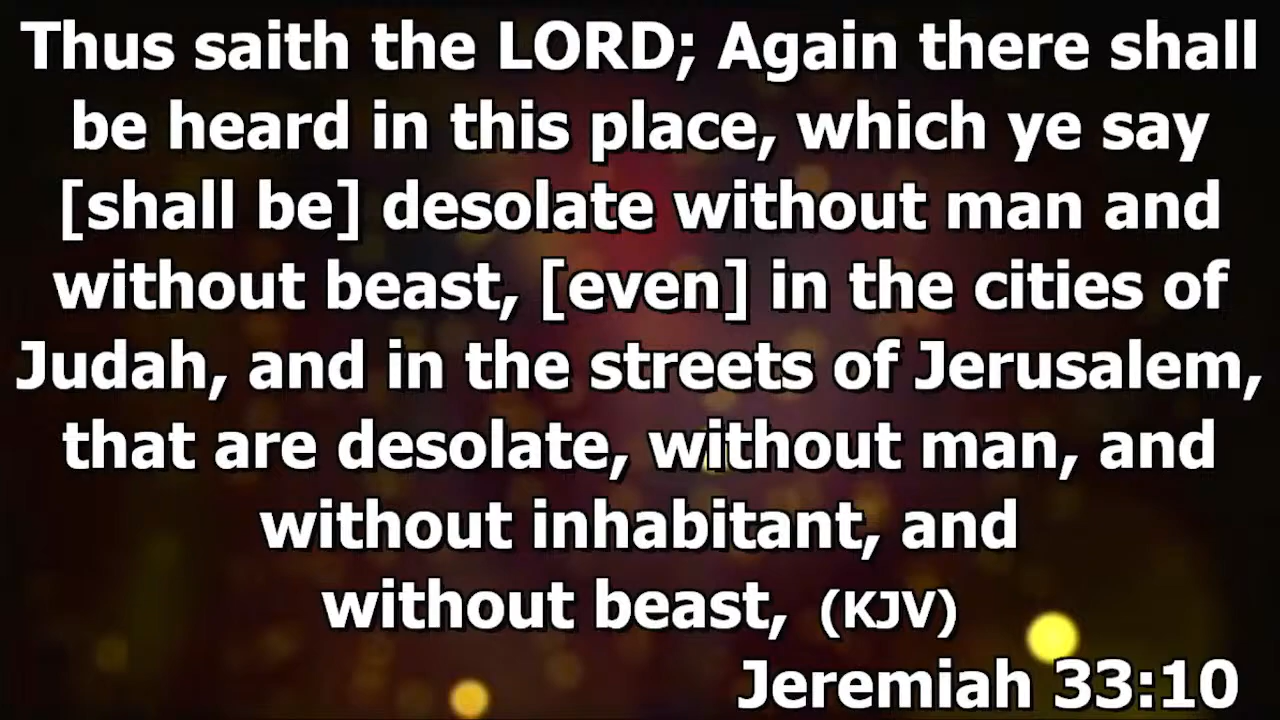 Thus saith the LORD; Again there shall
be heard in this place, which ye say
[shall be] desolate without man and
without beast, [even] in the cities of
Judah, and in the streets of Jerusalem,
that are desolate, without man, and
without inhabitant, and
without beast, (KJV)
Jeremiah 33:10